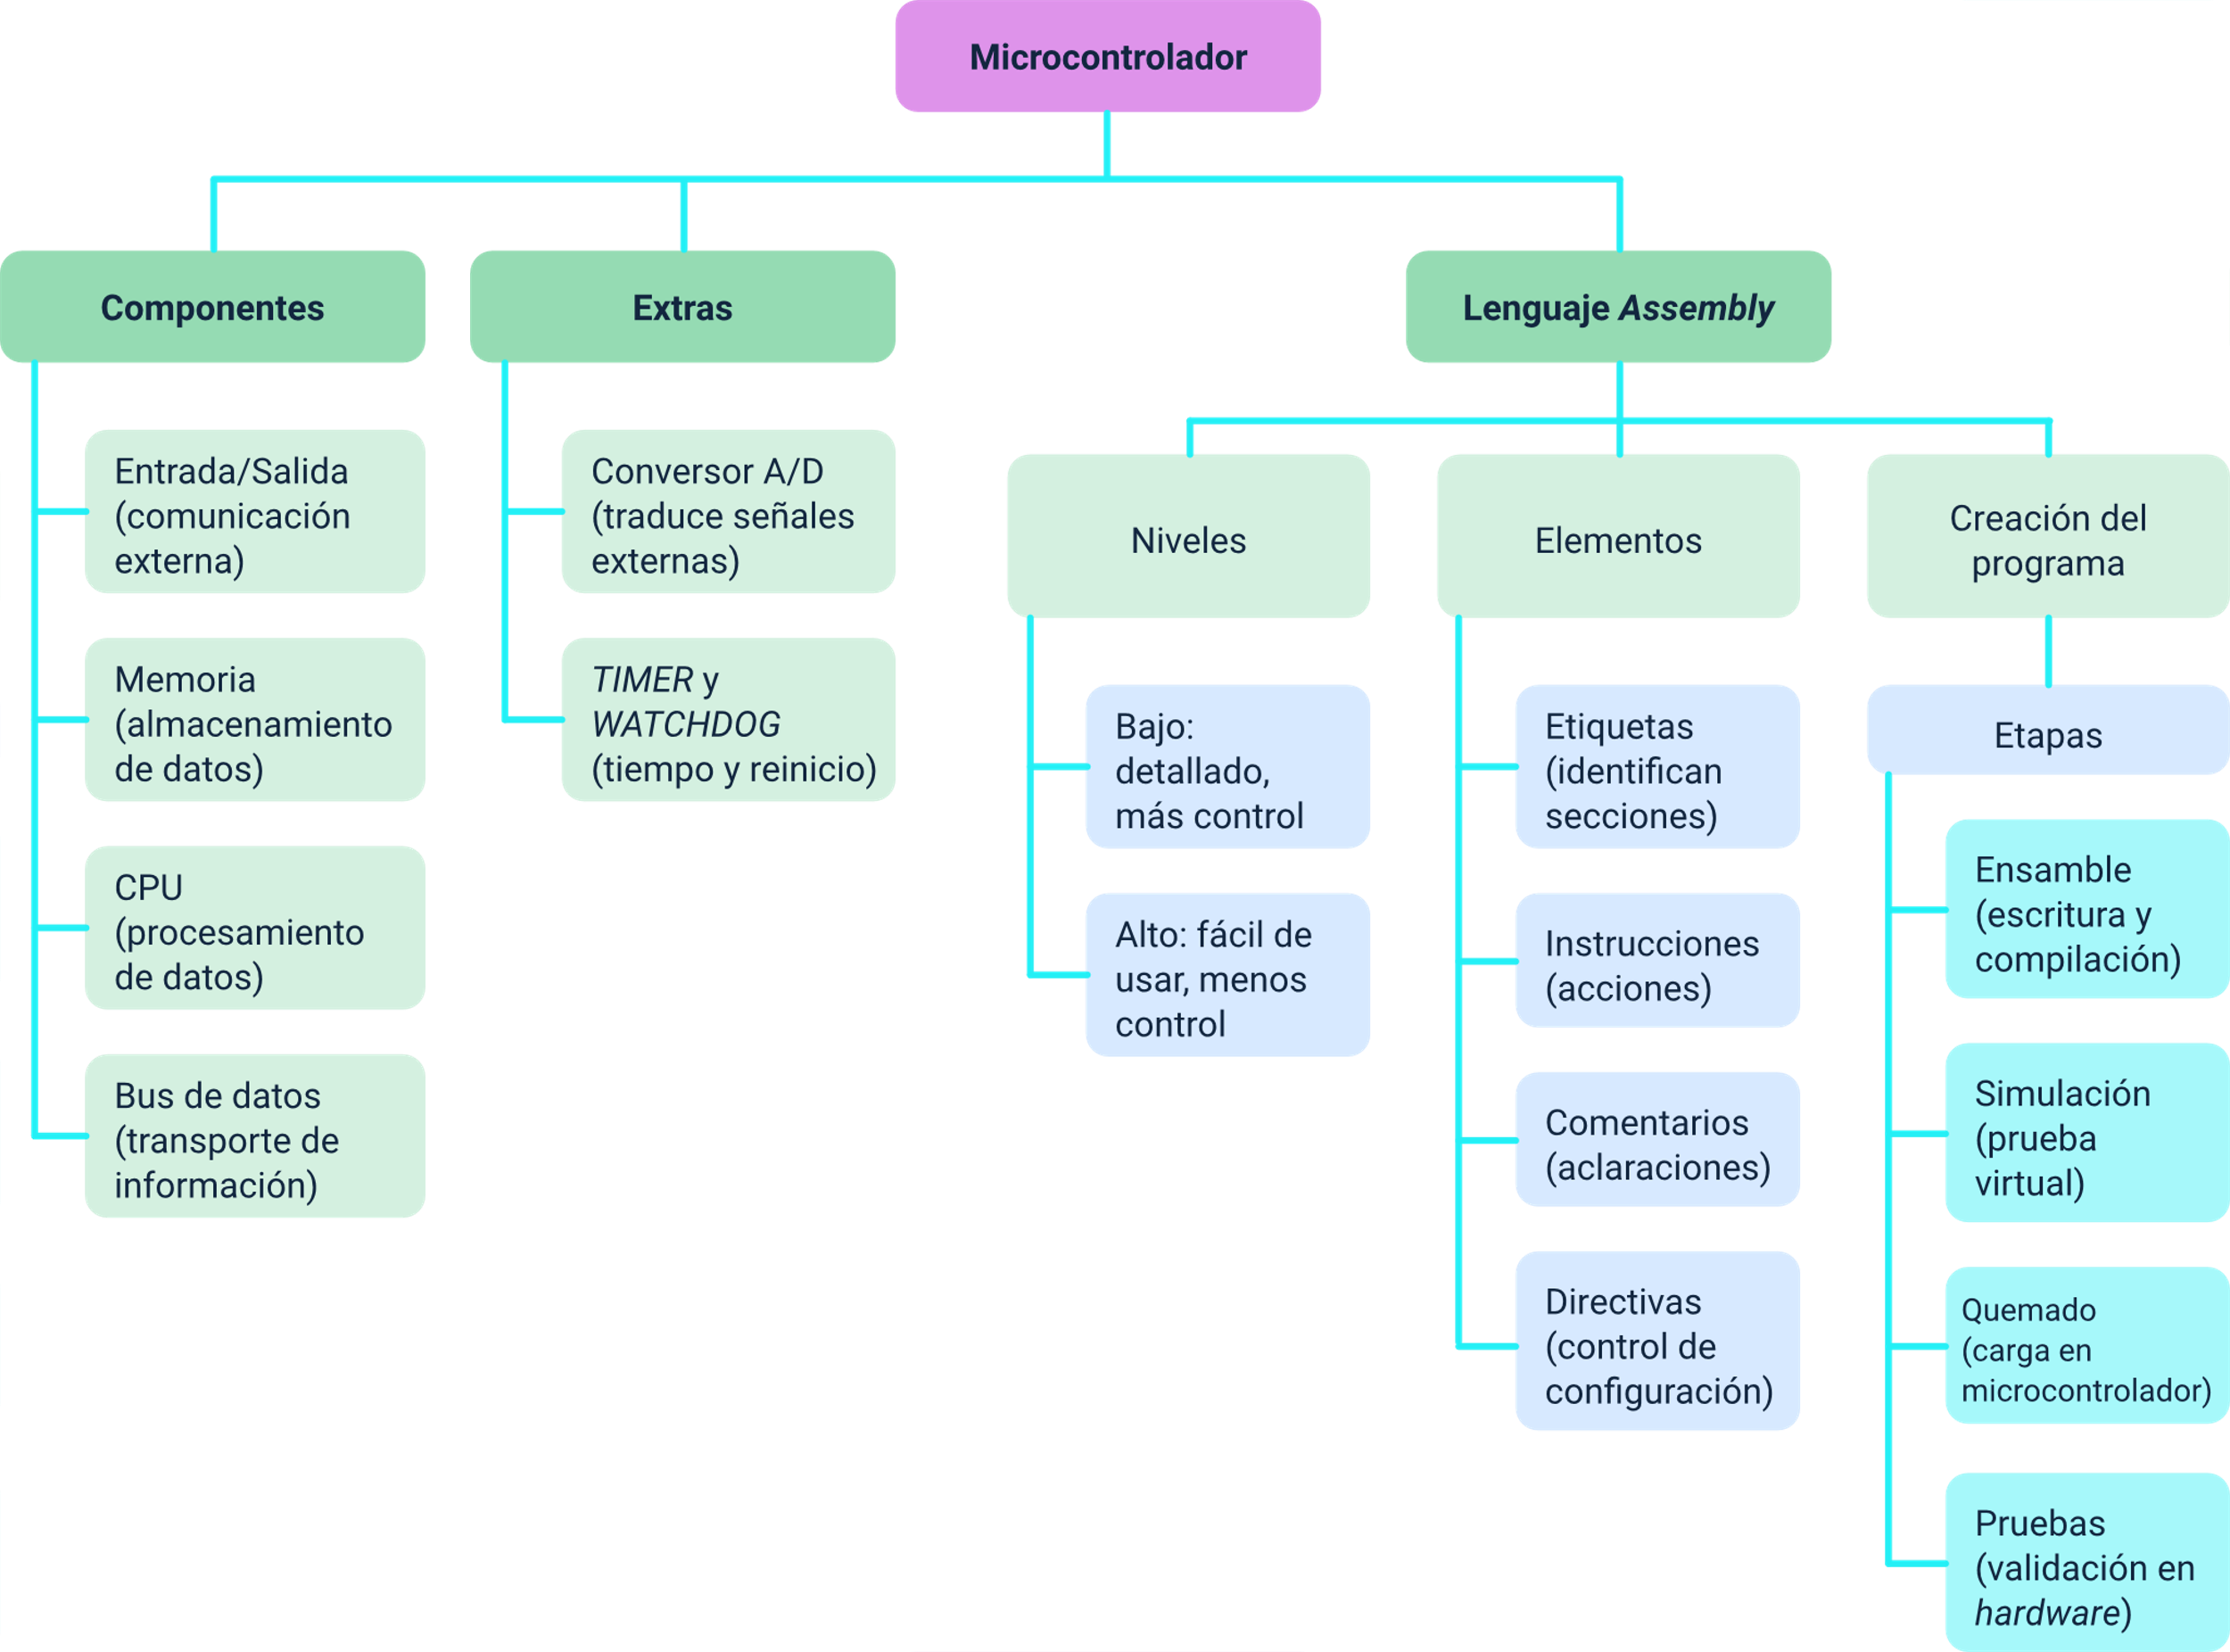 Microcontrolador
Componentes
Entrada/Salida
(comunicación
externa)
Memoria
(almacenamiento
de datos)
CPU
(procesamiento
de datos)
Bus de datos
(transporte de
información)
Extras
Conversor A/D
(traduce señales
externas)
TIMER y
WATCHDOG
(tiempo y reinicio)
Lenguaje Assembly
Niveles
Bajo:
detallado,
más control
Alto: fácil de
usar, menos
control
Elementos
Etiquetas
(identifican
secciones)
Instrucciones
(acciones)
Comentarios
(aclaraciones)
Directivas
(control de
configuración)
Creación del
programa
Etapas
Ensamble
(escritura y
compilación)
Simulación
(prueba
virtual)
Quemado
(carga en
microcontrolador)
Pruebas
(validación en
hardware)